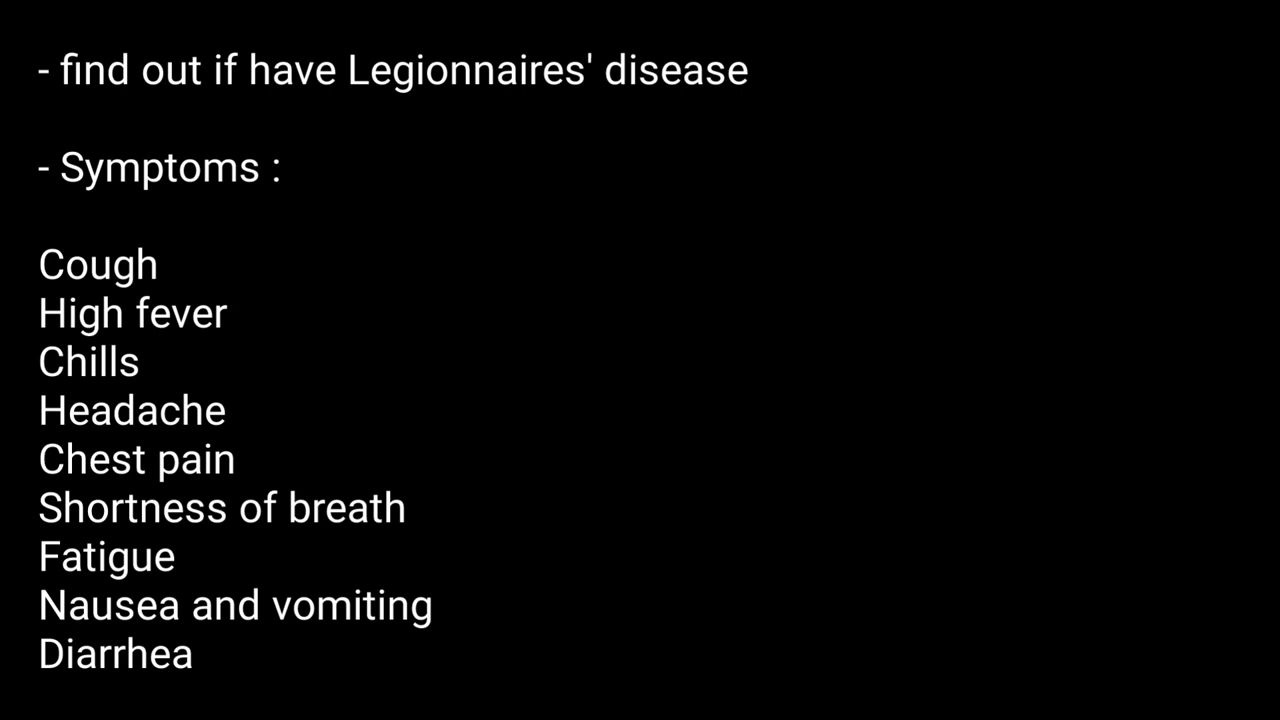 - find out if have Legionnaires' disease
- Symptoms :
Cough
High fever
Chills
Headache
Chest pain
Shortness of breath
Fatigue
Nausea and vomiting
Diarrhea